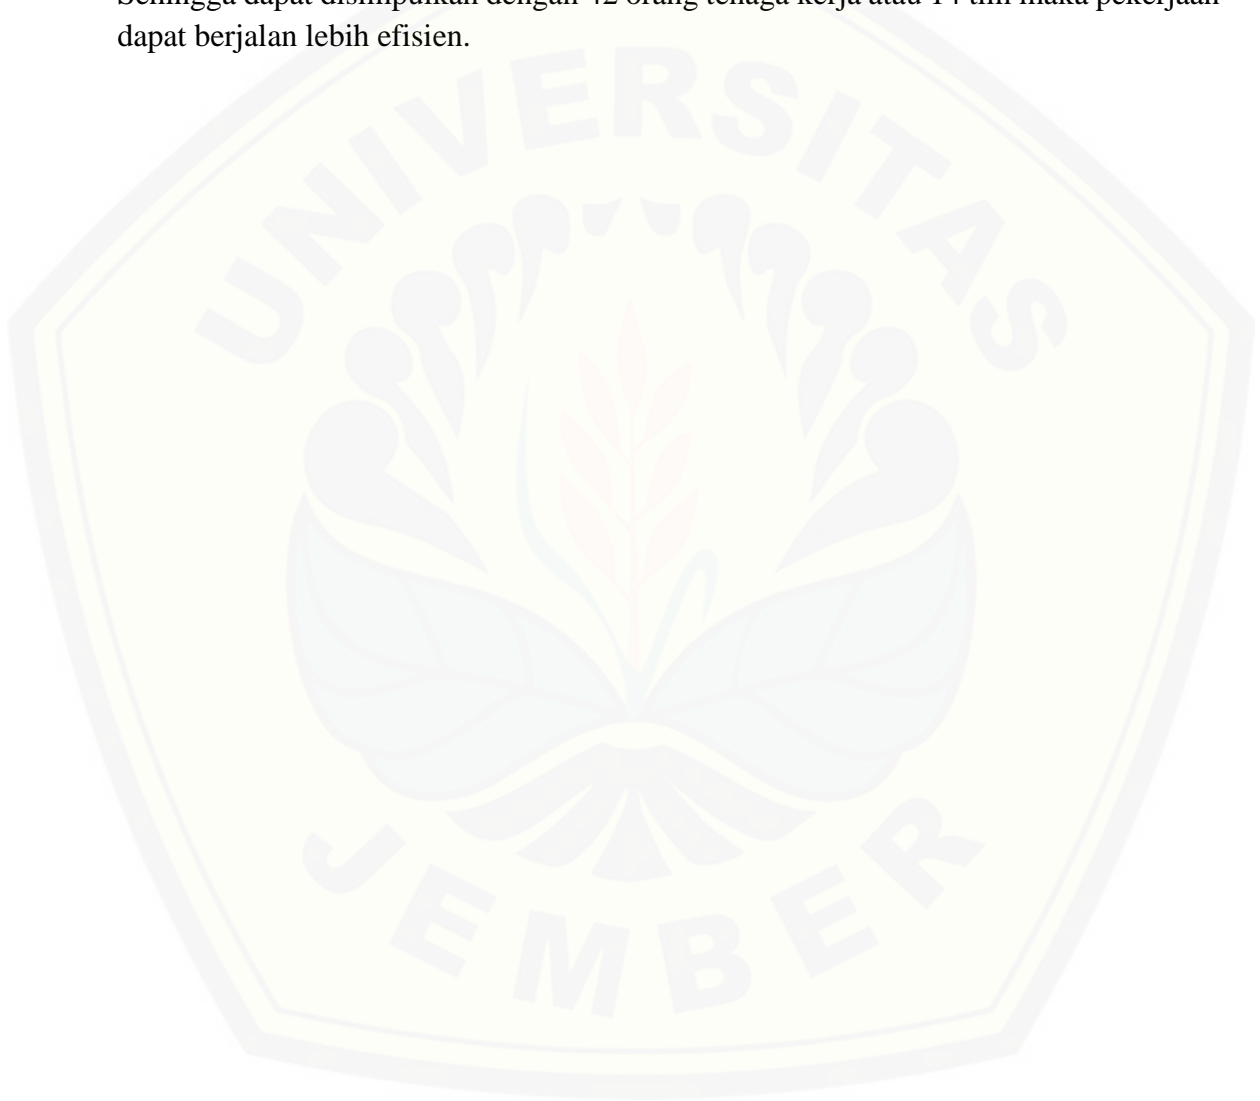 Sehingga dapat disimpulkan dengan 42 orang tenaga kerja atau 14 tim maka pekerjaan
dapat berjalan lebih efisien.
UNIVERSITAS
JEMBER